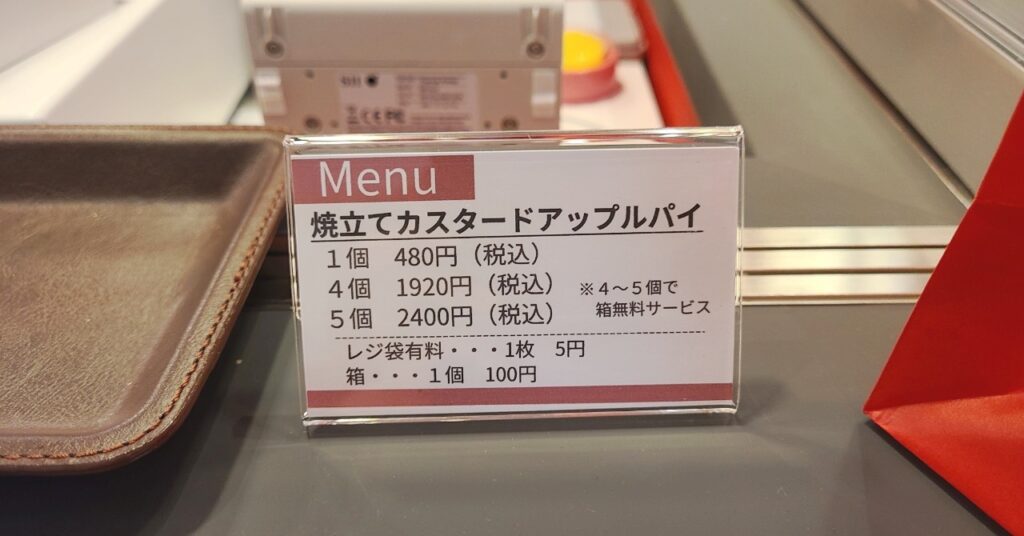 Menu
焼立てカスタードアップルパイ
1個 480円（税込）
4個 1920円（税込）
5個 2400円（税込）
※4～5個で
箱無料サービス
レジ袋有料・・・1枚 5円
箱・・・1個 100円